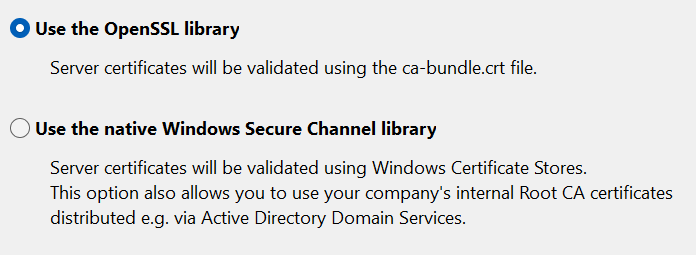 Use the OpenSSL library
Server certificates will be validated using the ca-bundle.crt file.
Use the native Windows Secure Channel library
Server certificates will be validated using Windows Certificate Stores.
This option also allows you to use your company's internal Root CA certificates
distributed e.g. via Active Directory Domain Services.